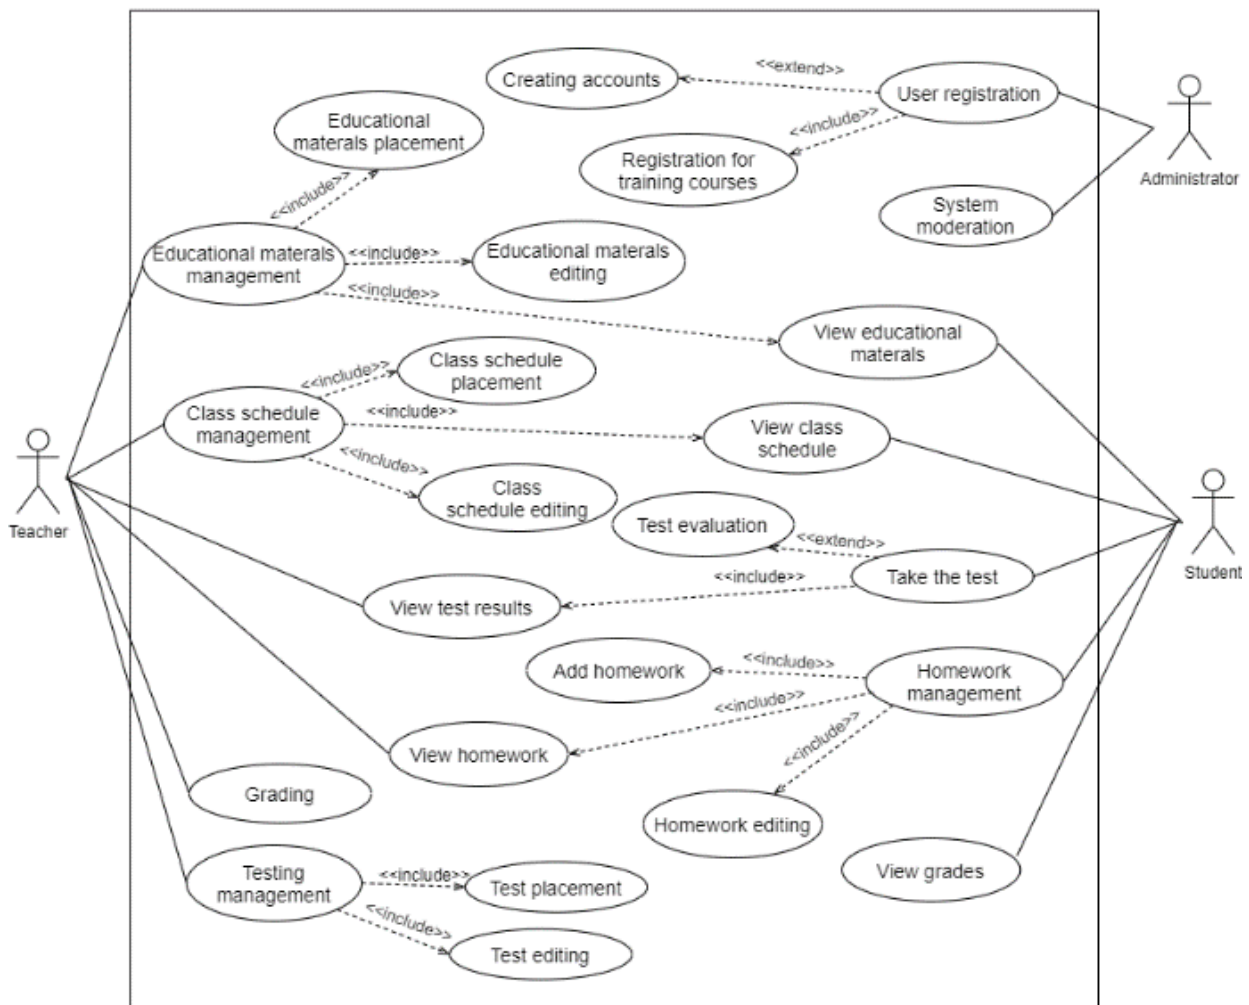 <<extend>>
Creating accounts
User registration
Educational
materals placement
<<include>>
Registration for
training courses
Administrator
<<include>>
System
moderation
Educational materals
management
<<include>>
Educational materals
editing
<<include>>
View educational
materals
Class schedule
placement
<<include>>
Class schedule
management
<<include>>
View class
schedule
Teacher
<<include>>
Class
schedule editing
Test evaluation
<<extend>>
Student
Take the test
<<include>>
View test results
Add homework
<<include>>
Homework
management
<<include>>
View homework
<<include>>
Grading
Homework editing
View grades
Testing
management
<<include>>
Test placement
<<include>>
Test editing